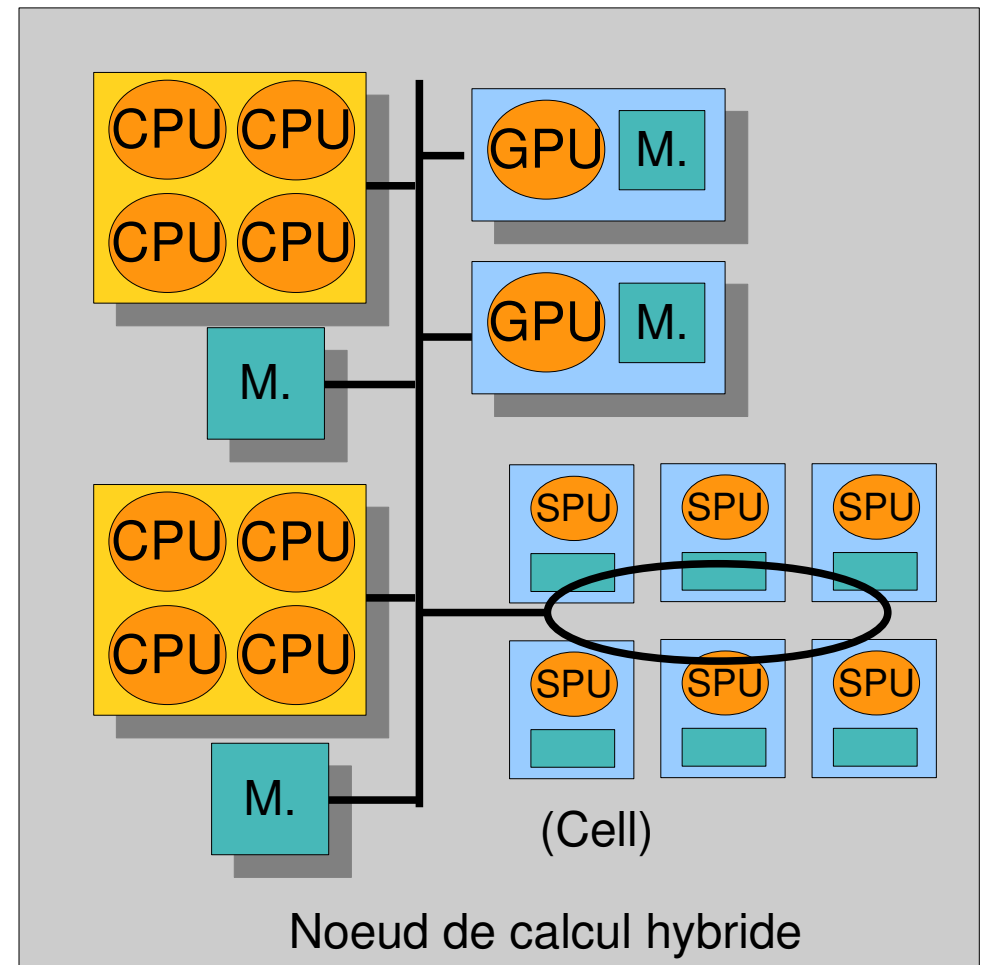 CPU CPU
CPU CPU
M.
CPU CPU
CPU CPU
M.
GPU M.
GPU M.
SPU SPU SPU
SPU SPU SPU
(Cell)
Noeud de calcul hybride